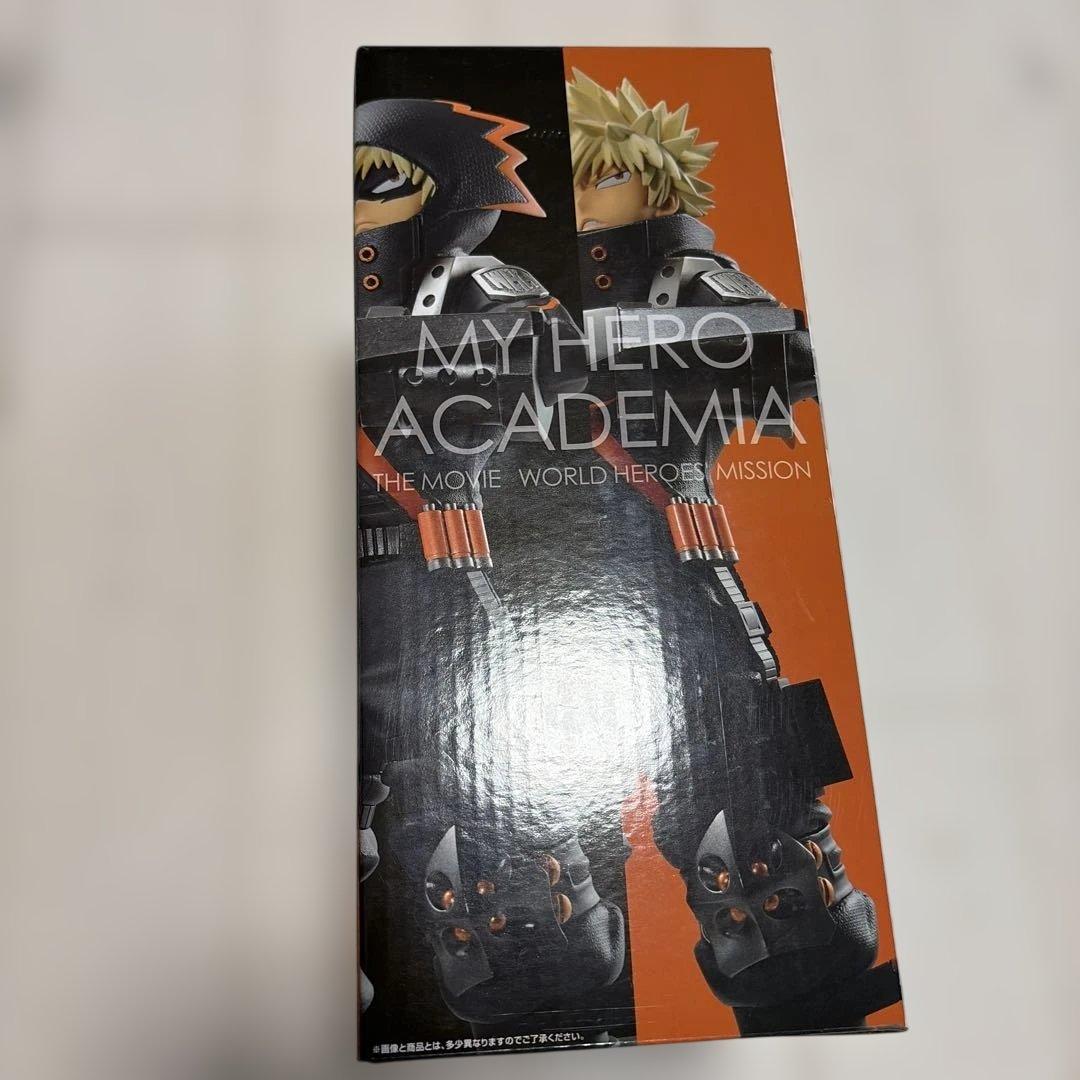 MY HERO
ACADEMIA
THE MOVIE WORLD HEROES' MISSION
※画像と商品とは、多少異なりますのでご了承ください。